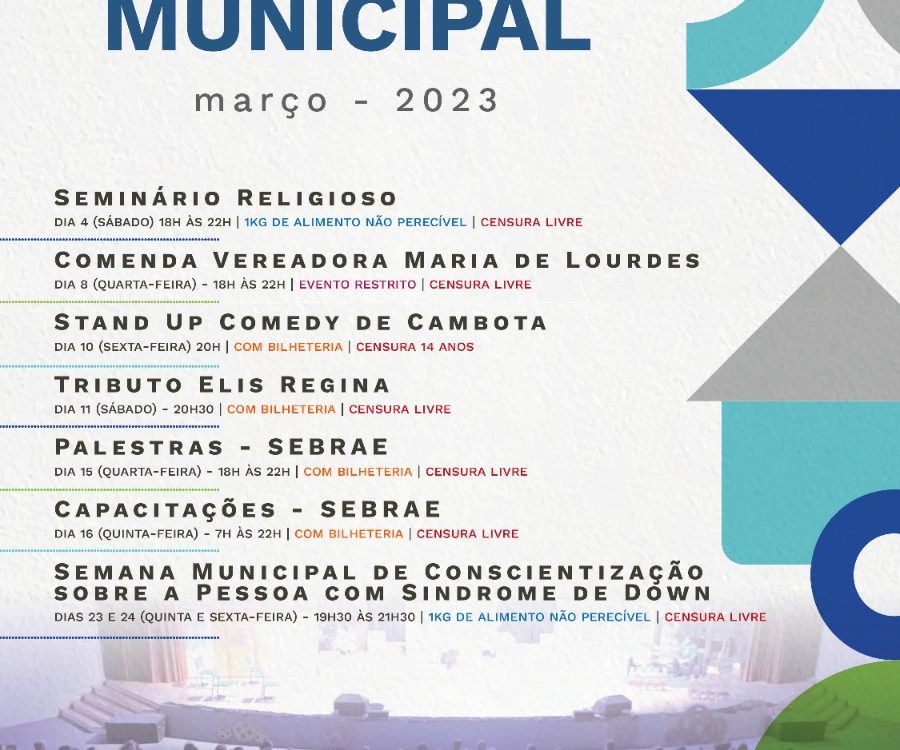 MUNICIPAL
março - 2023
Seminário Religioso
DIA 4 (SÁBADO) 18H ÀS 22H | 1KG DE ALIMENTO NÃO PERECÍVEL | CENSURA LIVRE
Comenda Vereadora Maria de Lourdes
DIA 8 (QUARTA-FEIRA) - 18H ÀS 22H | EVENTO RESTRITO | CENSURA LIVRE
Stand Up Comedy de Cambota
DIA 10 (SEXTA-FEIRA) 20H | COM BILHETERIA | CENSURA 14 ANOS
Tributo Elis Regina
DIA 11 (SÁBADO) - 20H30 | COM BILHETERIA | CENSURA LIVRE
Palestras - SEBRAE
DIA 15 (QUARTA-FEIRA) - 18H ÀS 22H | COM BILHETERIA | CENSURA LIVRE
Capacitações - SEBRAE
DIA 16 (QUINTA-FEIRA) - 7H ÀS 22H | COM BILHETERIA | CENSURA LIVRE
Semana Municipal de Conscientização
sobre a Pessoa com Sindrome de Down
DIAS 23 E 24 (QUINTA E SEXTA-FEIRA) - 19H30 ÀS 21H30 | 1KG DE ALIMENTO NÃO PERECÍVEL | CENSURA LIVRE